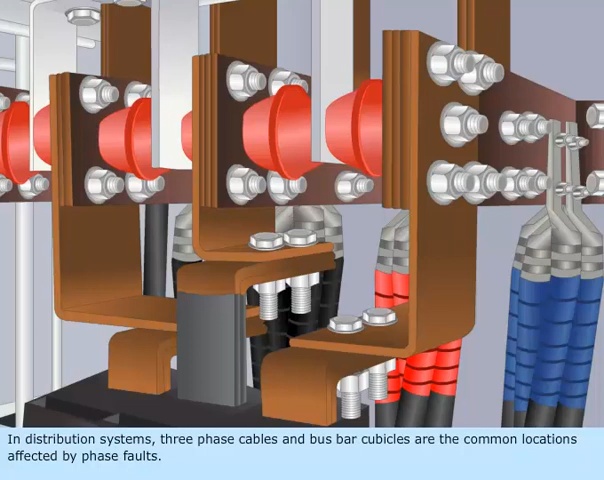 In distribution systems, three phase cables and bus bar cubicles are the common locations
affected by phase faults.